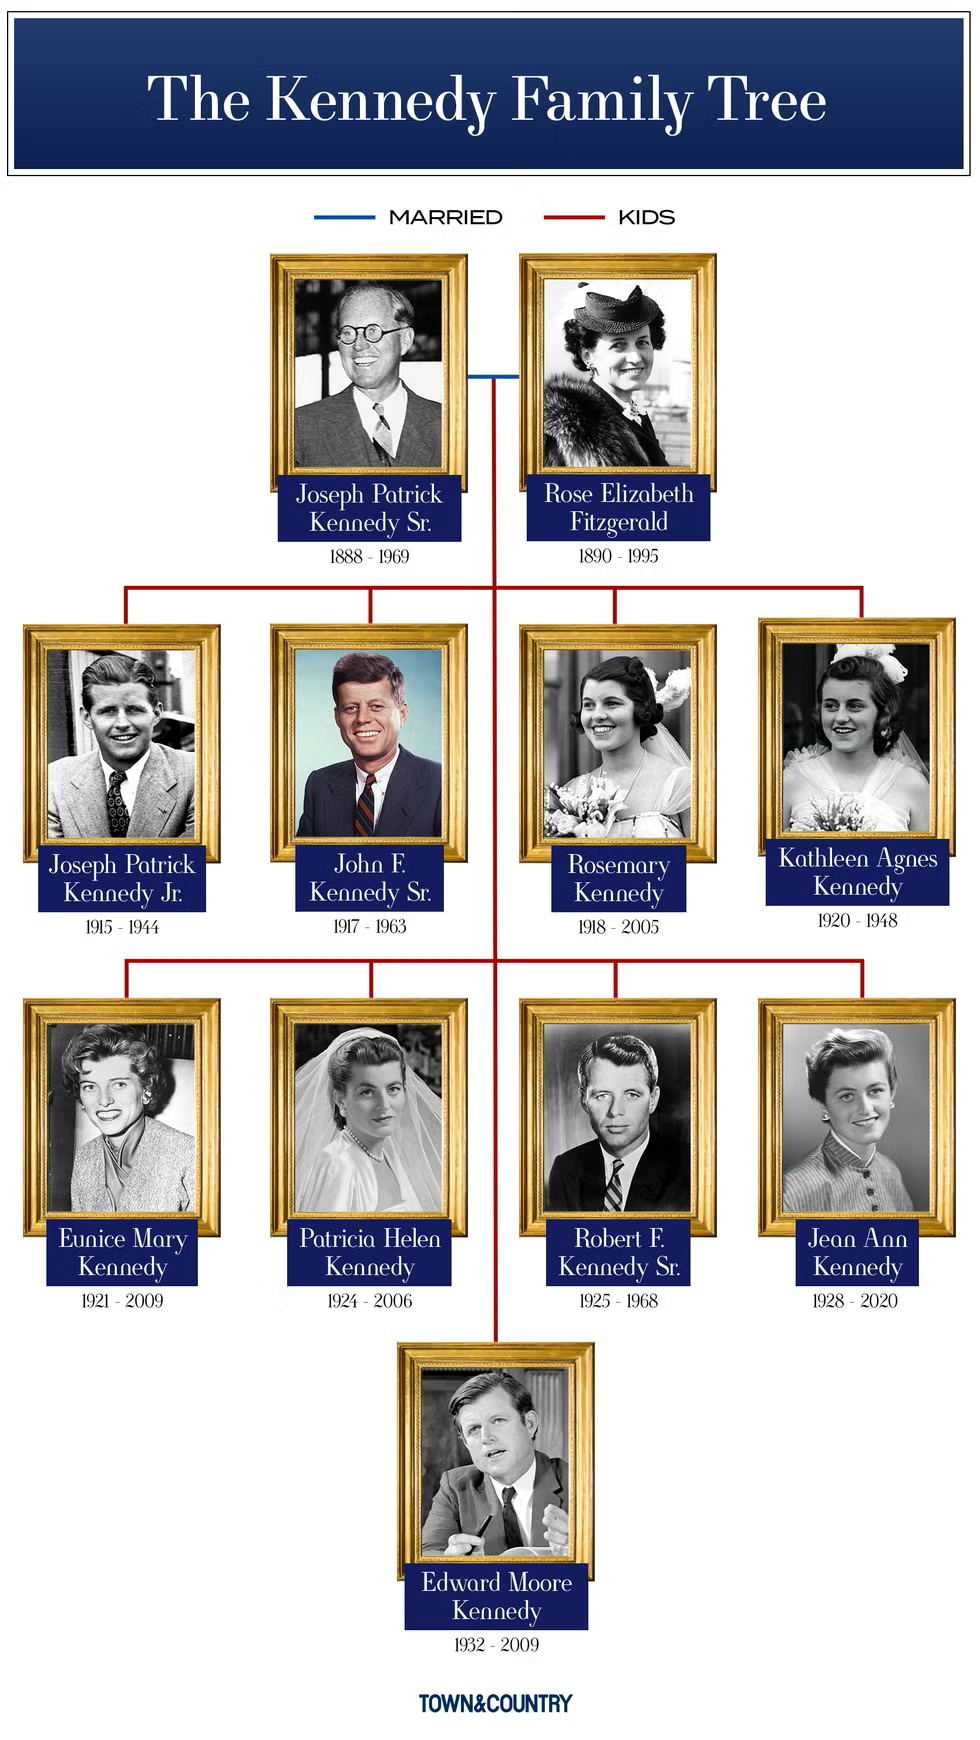 The Kennedy Family Tree
MARRIED
KIDS
Joseph Patrick
Kennedy Sr.
1888 - 1969
Rose Elizabeth
Fitzgerald
1890 - 1995
Joseph Patrick
Kennedy Jr.
1915 - 1944
John F.
Kennedy Sr.
1917 - 1963
Rosemary
Kennedy
1918 - 2005
Kathleen Agnes
Kennedy
1920 - 1948
Eunice Mary
Kennedy
1921 - 2009
Patricia Helen
Kennedy
1924 - 2006
Robert F.
Kennedy Sr.
1925 - 1968
Jean Ann
Kennedy
1928 - 2020
Edward Moore
Kennedy
1932 - 2009
TOWN&COUNTRY